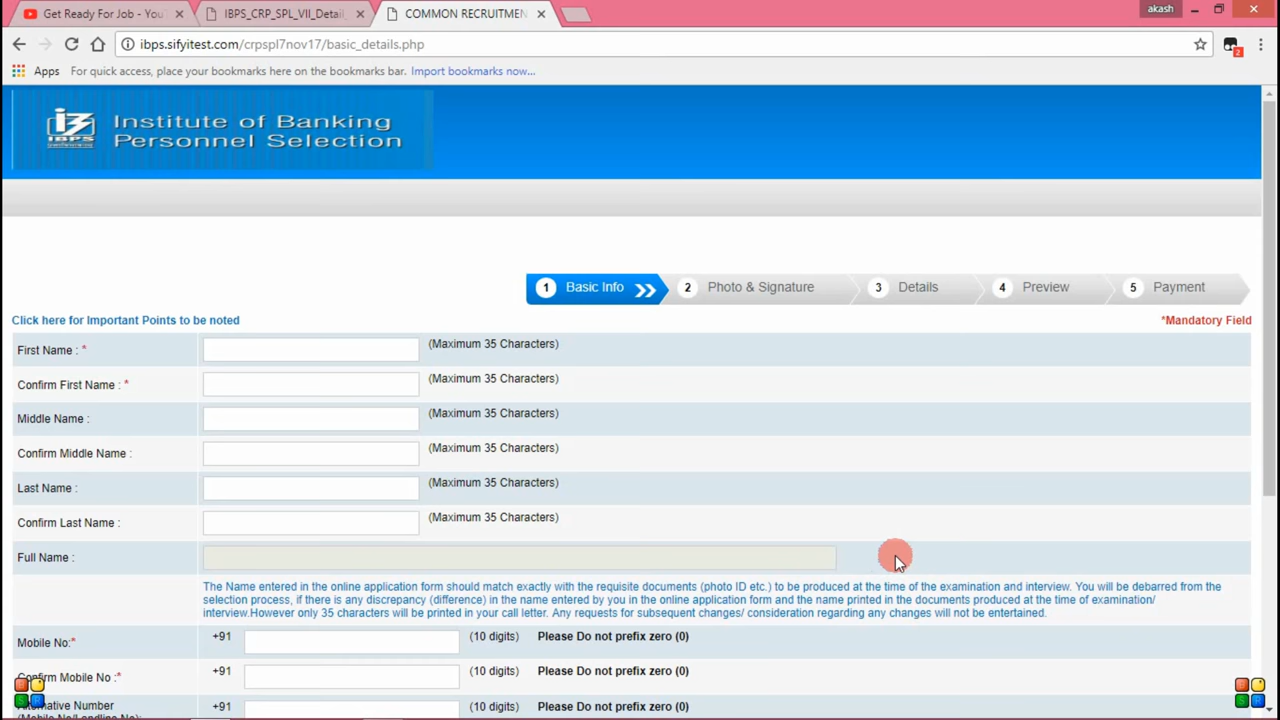 Get Ready For Job - You
IBPS_CRP_SPL_VII_Detail
COMMON RECRUITMEN
akash
ibps.sifyitest.com/crpspl7nov17/basic_details.php
2
Apps For quick access, place your bookmarks here on the bookmarks bar. Import bookmarks now...
IBPS
Institute of Banking
Personnel Selection
1 Basic Info
2 Photo & Signature
3 Details
4 Preview
5 Payment
Click here for Important Points to be noted
*Mandatory Field
First Name : * (Maximum 35 Characters)
Confirm First Name : * (Maximum 35 Characters)
Middle Name : (Maximum 35 Characters)
Confirm Middle Name : (Maximum 35 Characters)
Last Name : (Maximum 35 Characters)
Confirm Last Name : (Maximum 35 Characters)
Full Name :
The Name entered in the online application form should match exactly with the requisite documents (photo ID etc.) to be produced at the time of the examination and interview. You will be debarred from the
selection process, if there is any discrepancy (difference) in the name entered by you in the online application form and the name printed in the documents produced at the time of examination/
interview.However only 35 characters will be printed in your call letter. Any requests for subsequent changes/ consideration regarding any changes will not be entertained.
Mobile No:* +91 (10 digits) Please Do not prefix zero (0)
Confirm Mobile No :* +91 (10 digits) Please Do not prefix zero (0)
Alternative Number +91 (10 digits) Please Do not prefix zero (0)
(Mobile No/Landline No):